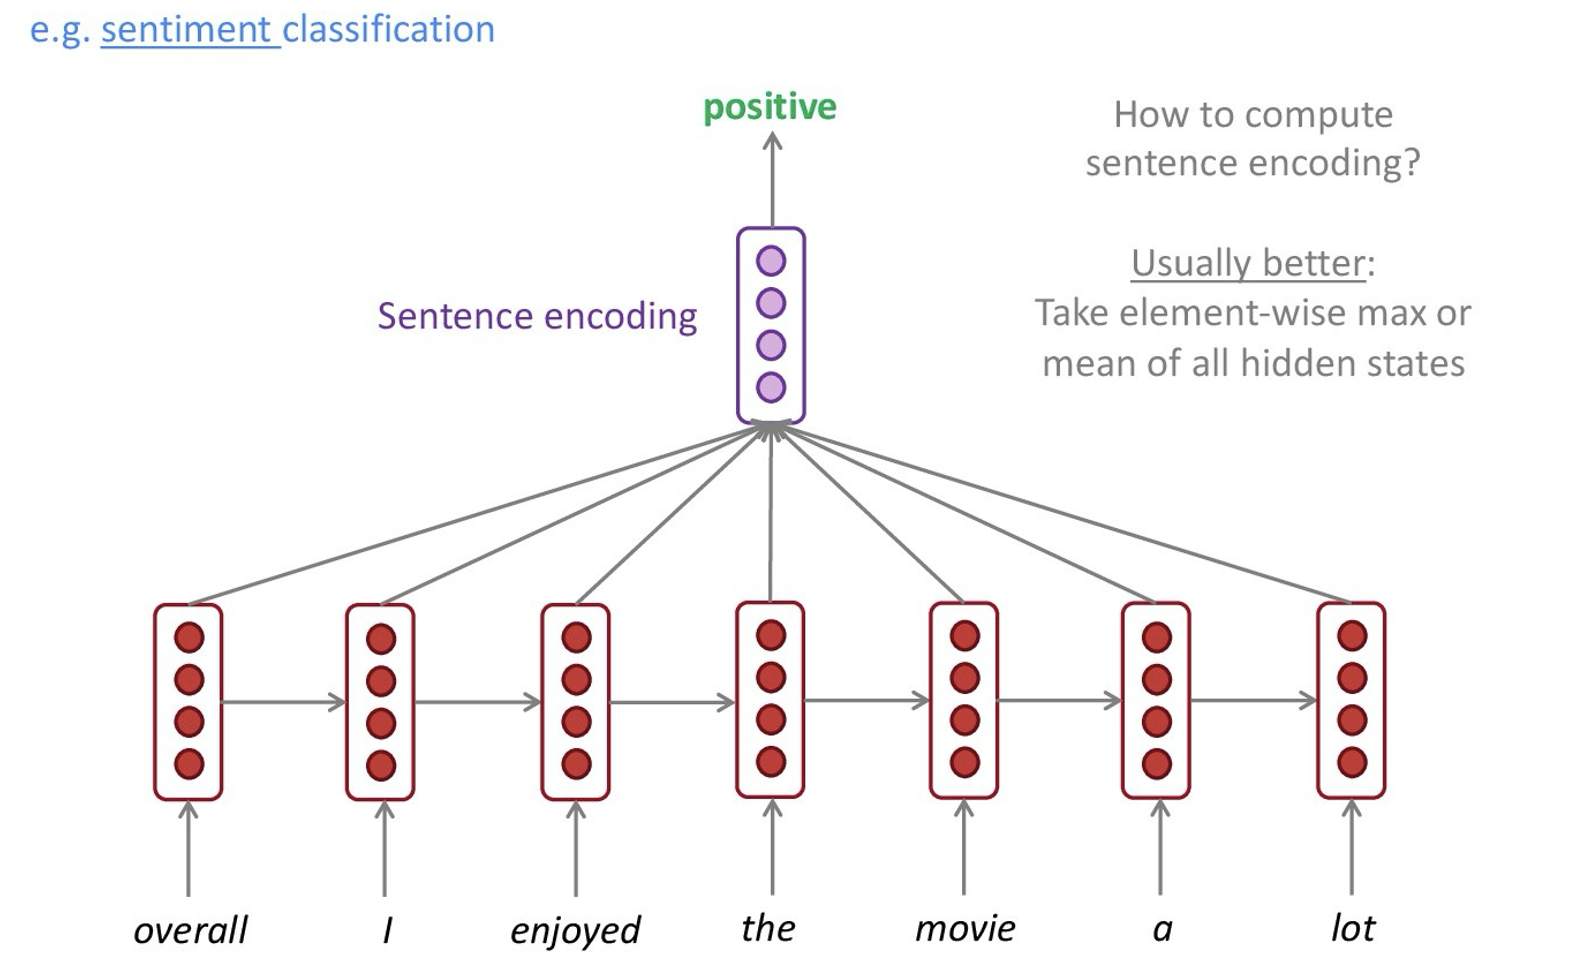 e.g. sentiment classification
positive
How to compute
sentence encoding?
Usually better:
Take element-wise max or
mean of all hidden states
Sentence encoding
overall I enjoyed the movie a lot